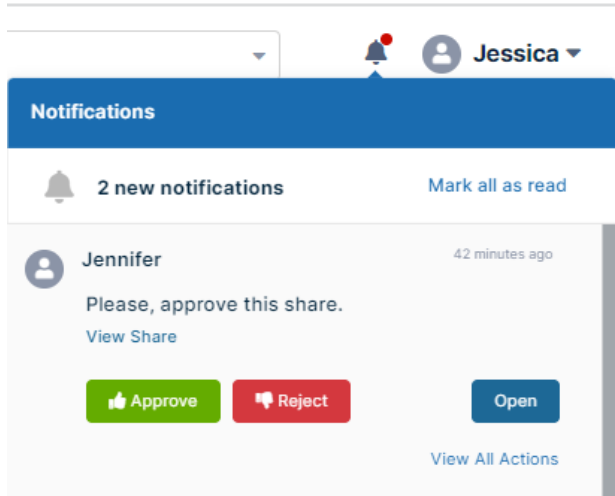 Jessica
Notifications
2 new notifications Mark all as read
Jennifer 42 minutes ago
Please, approve this share.
View Share
Approve Reject Open
View All Actions